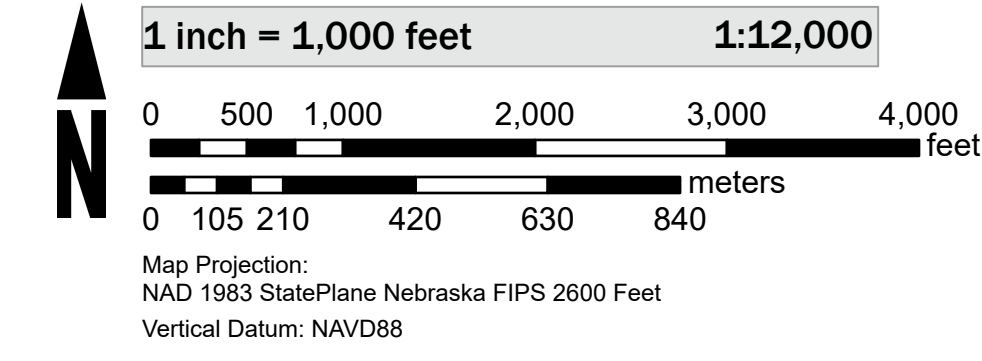 1 inch = 1,000 feet 1:12,000
0 500 1,000 2,000 3,000 4,000
feet
N
meters
0 105 210 420 630 840
Map Projection:
NAD 1983 StatePlane Nebraska FIPS 2600 Feet
Vertical Datum: NAVD88